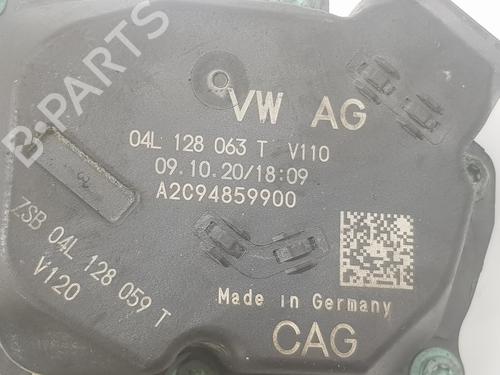 B-PARTS
VW AG
04L 128 063 T V110
09.10.20/18:09
A2C94859900
ZSB 04L 128 059 T
V120
Made in Germany
CAG